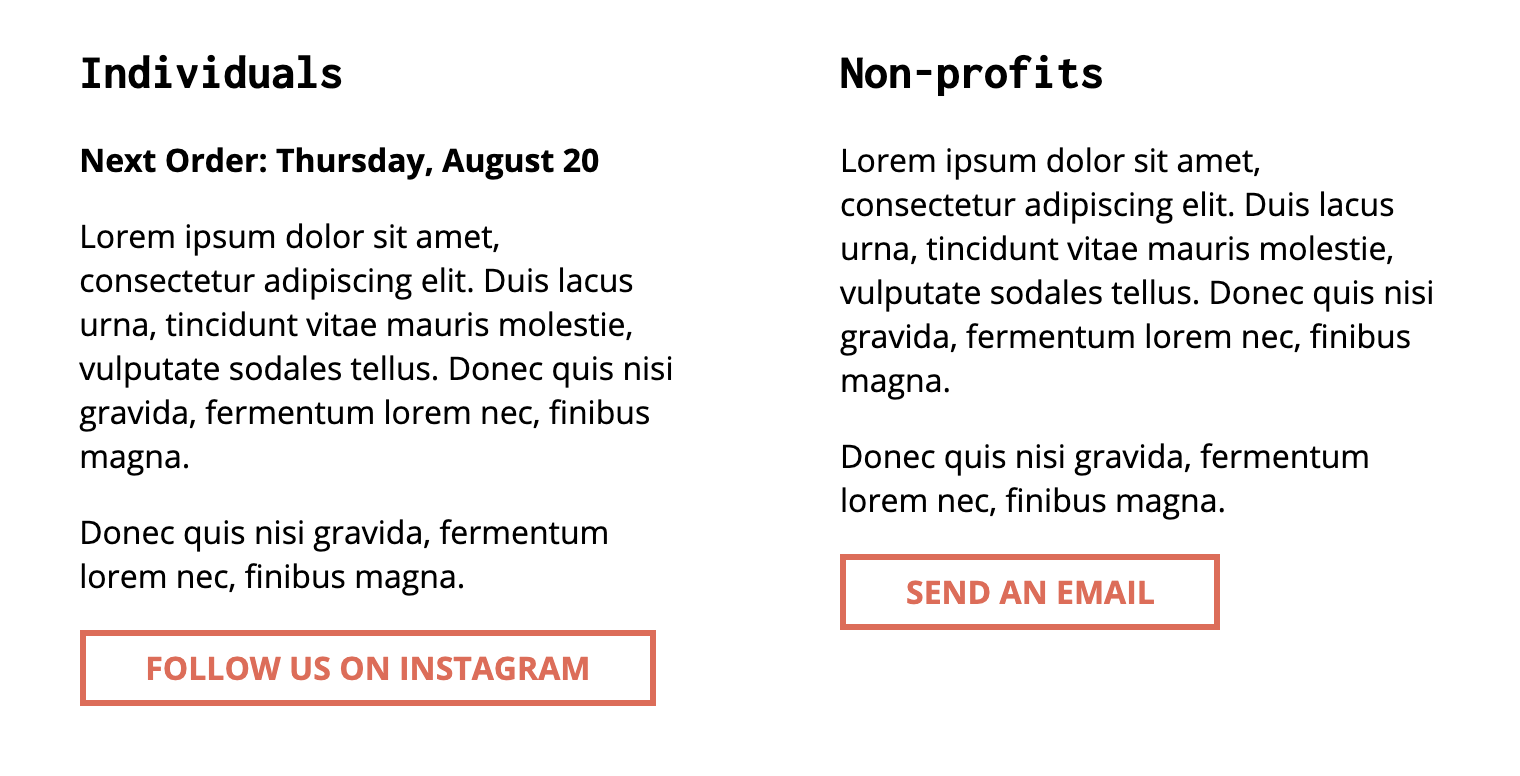 Individuals
Next Order: Thursday, August 20
Lorem ipsum dolor sit amet,
consectetur adipiscing elit. Duis lacus
urna, tincidunt vitae mauris molestie,
vulputate sodales tellus. Donec quis nisi
gravida, fermentum lorem nec, finibus
magna.
Donec quis nisi gravida, fermentum
lorem nec, finibus magna.
FOLLOW US ON INSTAGRAM
Non-profits
Lorem ipsum dolor sit amet,
consectetur adipiscing elit. Duis lacus
urna, tincidunt vitae mauris molestie,
vulputate sodales tellus. Donec quis nisi
gravida, fermentum lorem nec, finibus
magna.
Donec quis nisi gravida, fermentum
lorem nec, finibus magna.
SEND AN EMAIL